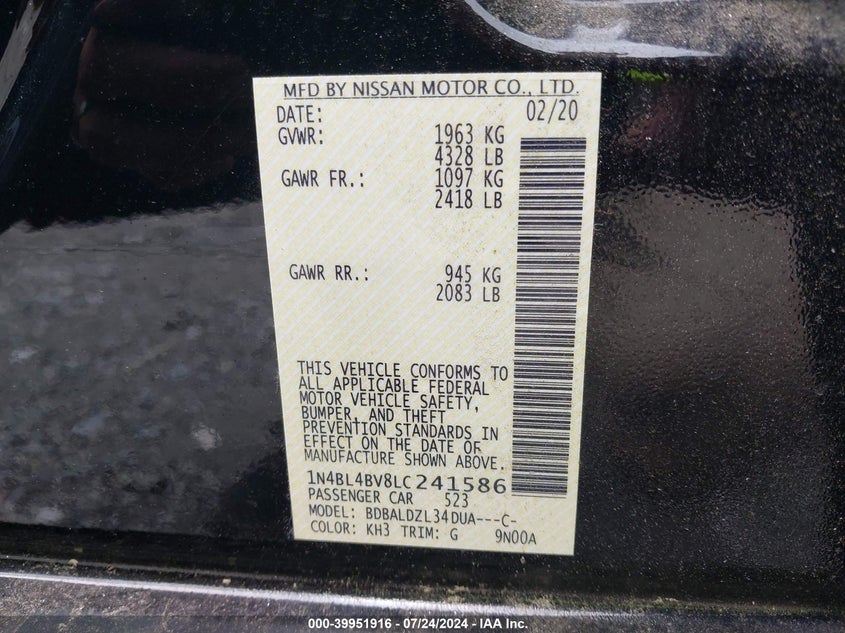 MFD BY NISSAN MOTOR CO., LTD.
DATE: 02/20
GVWR: 1963 KG
4328 LB
GAWR FR.: 1097 KG
2418 LB
GAWR RR.: 945 KG
2083 LB
THIS VEHICLE CONFORMS TO
ALL APPLICABLE FEDERAL
MOTOR VEHICLE SAFETY,
BUMPER, AND THEFT
PREVENTION STANDARDS IN
EFFECT ON THE DATE OF
MANUFACTURE SHOWN ABOVE.
1N4BL4BV8LC241586
PASSENGER CAR 523
MODEL: BDBALDZL34DUA---C-
COLOR: KH3 TRIM: G 9N00A
000-39951916 | 07/24/2024 - IAA Inc.